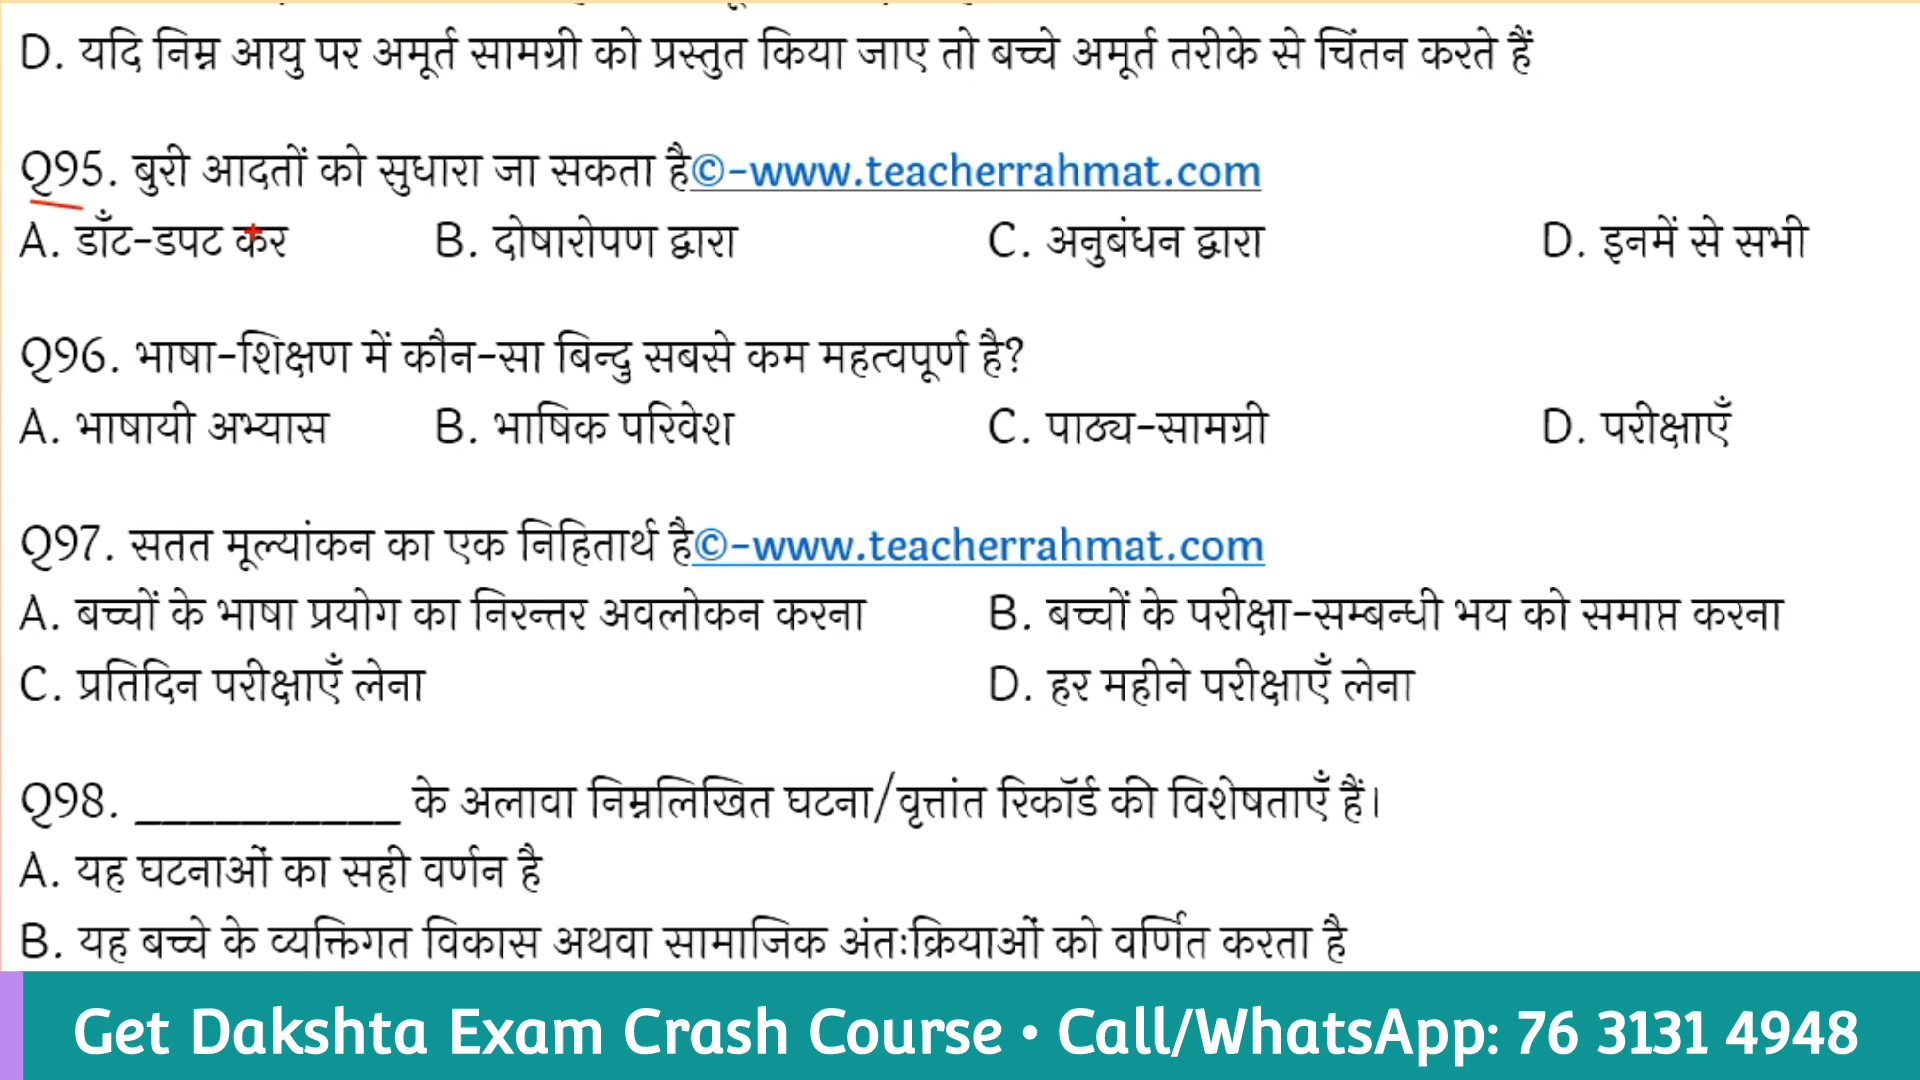 D. यदि निम्न आयु पर अमूर्त सामग्री को प्रस्तुत किया जाए तो बच्चे अमूर्त तरीके से चिंतन करते हैं
Q95. बुरी आदतों को सुधारा जा सकता है©-www.teacherrahmat.com
A. डाँट-डपट कर B. दोषारोपण द्वारा C. अनुबंधन द्वारा D. इनमें से सभी
Q96. भाषा-शिक्षण में कौन-सा बिन्दु सबसे कम महत्वपूर्ण है?
A. भाषायी अभ्यास B. भाषिक परिवेश C. पाठ्य-सामग्री D. परीक्षाएँ
Q97. सतत मूल्यांकन का एक निहितार्थ है©-www.teacherrahmat.com
A. बच्चों के भाषा प्रयोग का निरन्तर अवलोकन करना B. बच्चों के परीक्षा-सम्बन्धी भय को समाप्त करना
C. प्रतिदिन परीक्षाएँ लेना D. हर महीने परीक्षाएँ लेना
Q98. __________ के अलावा निम्नलिखित घटना/वृत्तांत रिकॉर्ड की विशेषताएँ हैं।
A. यह घटनाओं का सही वर्णन है
B. यह बच्चे के व्यक्तिगत विकास अथवा सामाजिक अंतःक्रियाओं को वर्णित करता है
Get Dakshta Exam Crash Course • Call/WhatsApp: 76 3131 4948